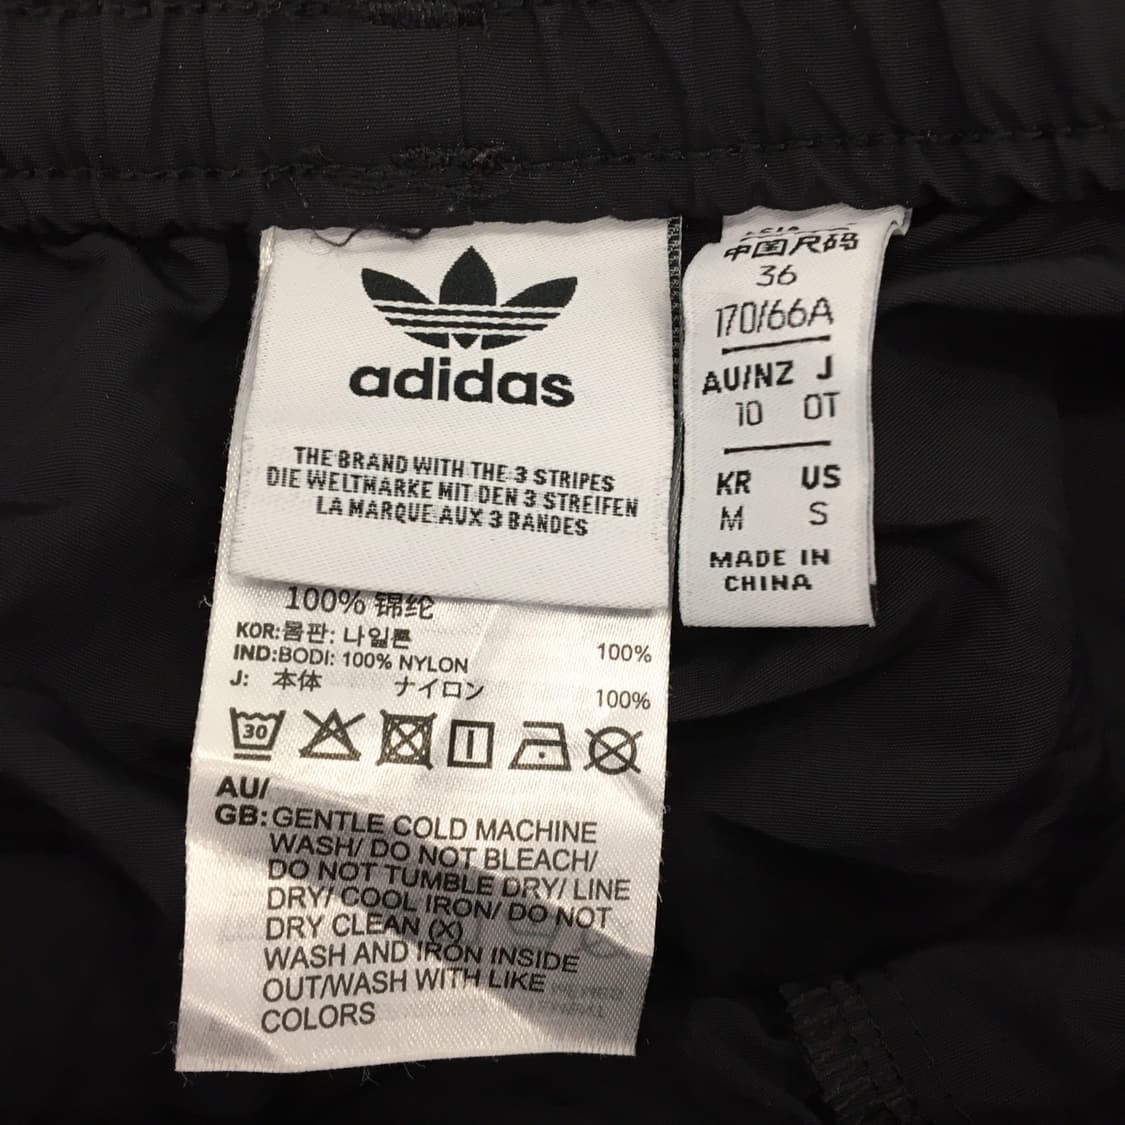 adidas
THE BRAND WITH THE 3 STRIPES
DIE WELTMARKE MIT DEN 3 STREIFEN
LA MARQUE AUX 3 BANDES
100% 锦纶
KOR:몸판: 나일론 100%
IND:BODI: 100% NYLON
J: 本体 ナイロン 100%
30
AU/
GB:GENTLE COLD MACHINE
WASH/ DO NOT BLEACH/
DO NOT TUMBLE DRY/ LINE
DRY/ COOL IRON/ DO NOT
DRY CLEAN (X)
WASH AND IRON INSIDE
OUT/WASH WITH LIKE
COLORS
中国尺码
36
170/66A
AU/NZ J
10 OT
KR US
M S
MADE IN
CHINA